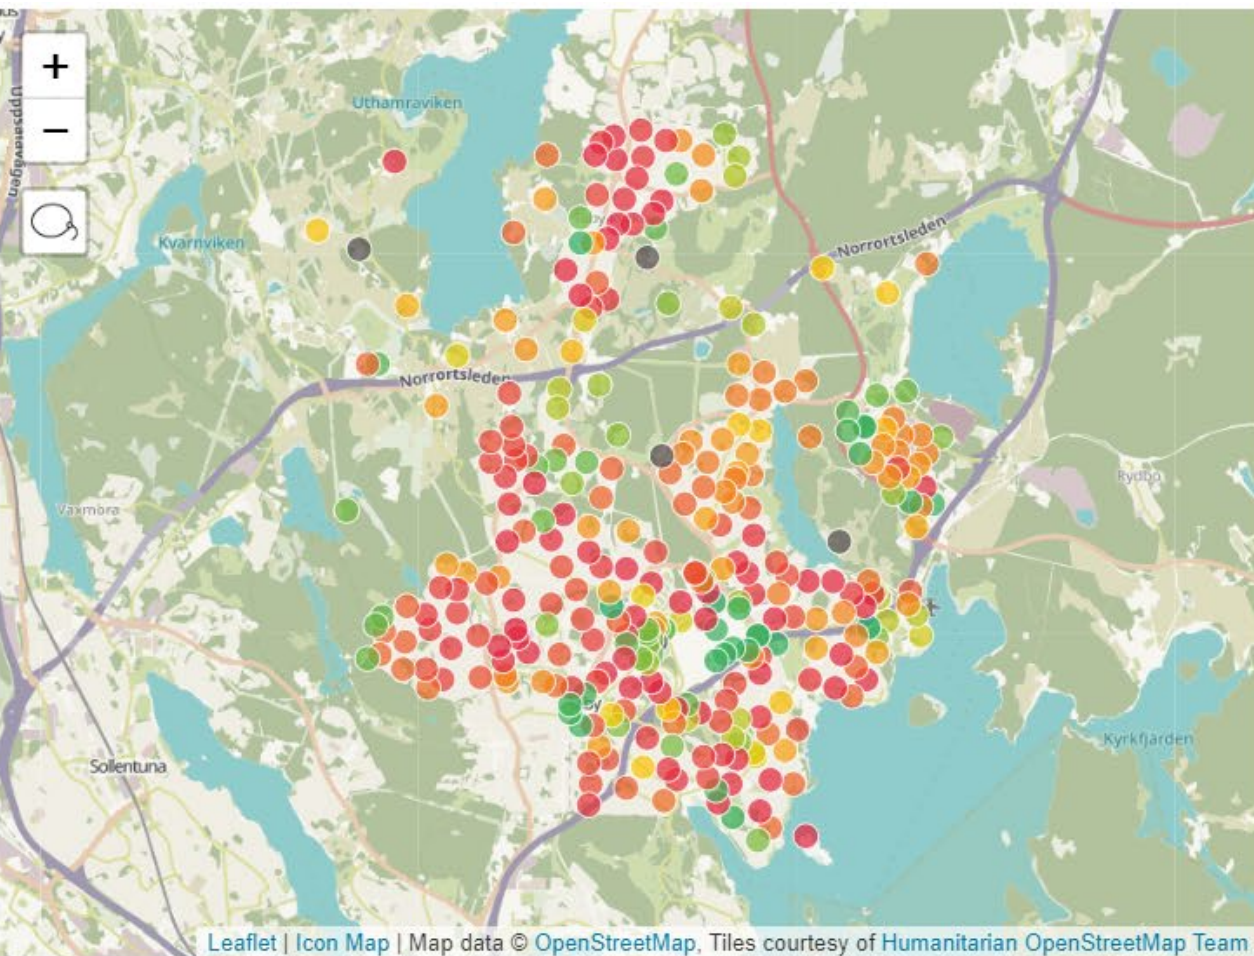 +
Uthamraviken
−
Uppsalavägen
Kvarnviken
Norrortsleden
Norrortsleden
Rydbo
Växmora
Kyrkfjärden
Sollentuna
Leaflet | Icon Map | Map data © OpenStreetMap, Tiles courtesy of Humanitarian OpenStreetMap Team